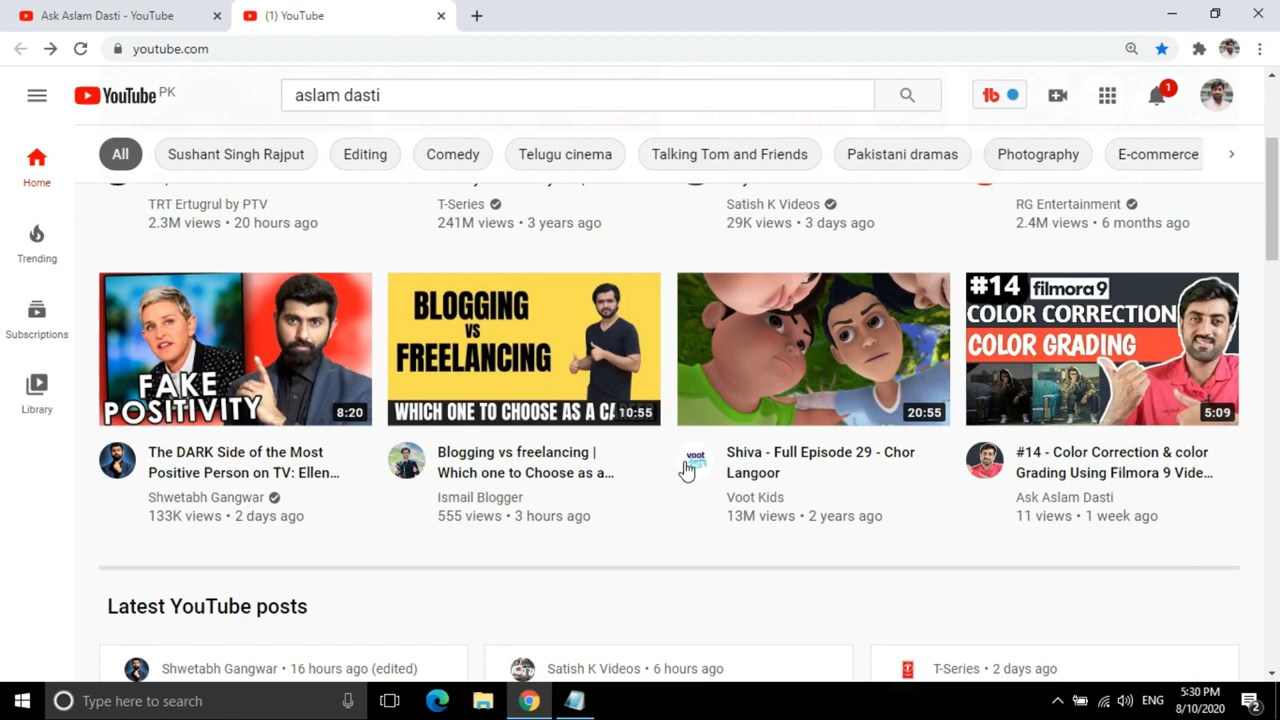 Ask Aslam Dasti - YouTube
(1) YouTube
youtube.com
YouTube PK
aslam dasti
1
Home
Trending
Subscriptions
Library
All
Sushant Singh Rajput
Editing
Comedy
Telugu cinema
Talking Tom and Friends
Pakistani dramas
Photography
E-commerce
TRT Ertugrul by PTV
2.3M views • 20 hours ago
T-Series
241M views • 3 years ago
Satish K Videos
29K views • 3 days ago
RG Entertainment
2.4M views • 6 months ago
FAKE
POSITIVITY
8:20
The DARK Side of the Most
Positive Person on TV: Ellen...
Shwetabh Gangwar
133K views • 2 days ago
BLOGGING
VS
FREELANCING
WHICH ONE TO CHOOSE AS A CA
10:55
Blogging vs freelancing |
Which one to Choose as a...
Ismail Blogger
555 views • 3 hours ago
20:55
voot
Shiva - Full Episode 29 - Chor
Langoor
Voot Kids
13M views • 2 years ago
#14 filmora9
COLOR CORRECTION
COLOR GRADING
5:09
#14 - Color Correction & color
Grading Using Filmora 9 Vide...
Ask Aslam Dasti
11 views • 1 week ago
Latest YouTube posts
Shwetabh Gangwar • 16 hours ago (edited)
Satish K Videos • 6 hours ago
T-Series • 2 days ago
Type here to search
ENG
5:30 PM
8/10/2020
2